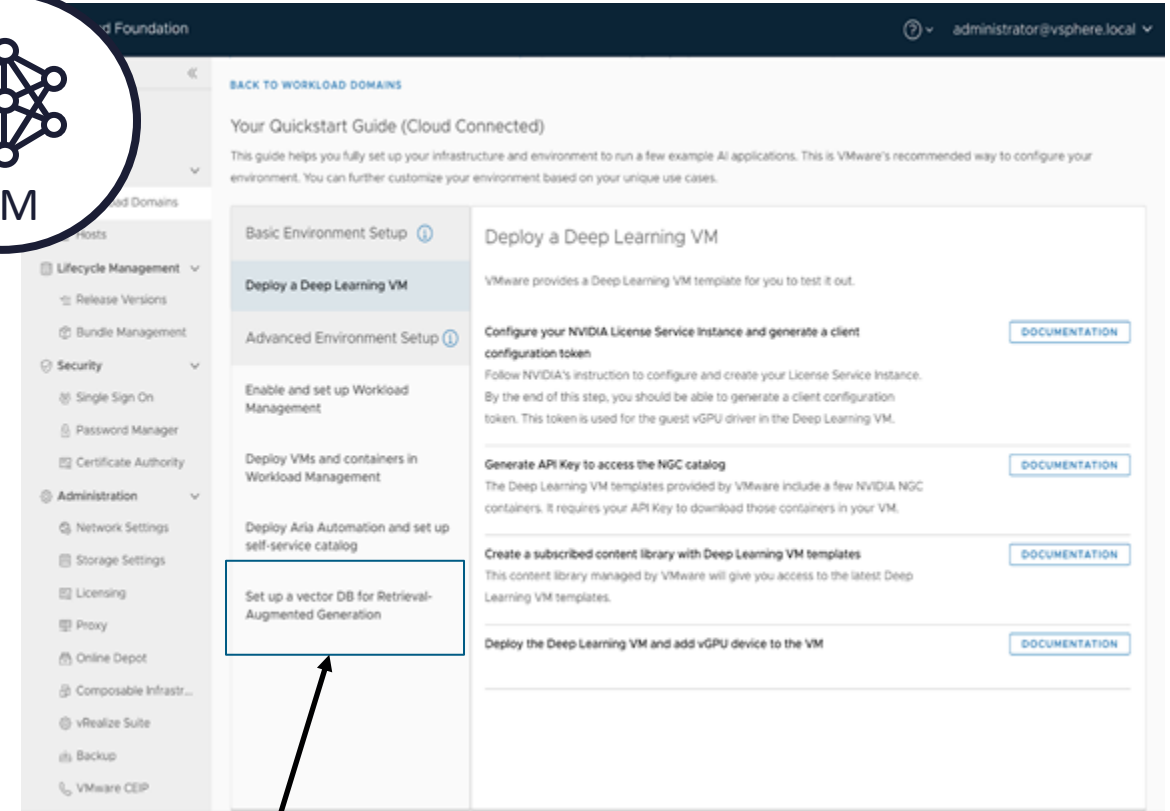 d Foundation
administrator@vsphere.local
BACK TO WORKLOAD DOMAINS
Your Quickstart Guide (Cloud Connected)
This guide helps you fully set up your infrastructure and environment to run a few example AI applications. This is VMware's recommended way to configure your
environment. You can further customize your environment based on your unique use cases.
M
ad Domains
Hosts
Lifecycle Management
Release Versions
Bundle Management
Security
Single Sign On
Password Manager
Certificate Authority
Administration
Network Settings
Storage Settings
Licensing
Proxy
Online Depot
Composable Infrastr...
vRealize Suite
Backup
VMware CEIP
Basic Environment Setup
Deploy a Deep Learning VM
Advanced Environment Setup
Enable and set up Workload
Management
Deploy VMs and containers in
Workload Management
Deploy Aria Automation and set up
self-service catalog
Set up a vector DB for Retrieval-
Augmented Generation
Deploy a Deep Learning VM
VMware provides a Deep Learning VM template for you to test it out.
Configure your NVIDIA License Service Instance and generate a client
configuration token
DOCUMENTATION
Follow NVIDIA's instruction to configure and create your License Service Instance.
By the end of this step, you should be able to generate a client configuration
token. This token is used for the guest vGPU driver in the Deep Learning VM.
Generate API Key to access the NGC catalog
DOCUMENTATION
The Deep Learning VM templates provided by VMware include a few NVIDIA NGC
containers. It requires your API Key to download those containers in your VM.
Create a subscribed content library with Deep Learning VM templates
DOCUMENTATION
This content library managed by VMware will give you access to the latest Deep
Learning VM templates.
Deploy the Deep Learning VM and add vGPU device to the VM
DOCUMENTATION